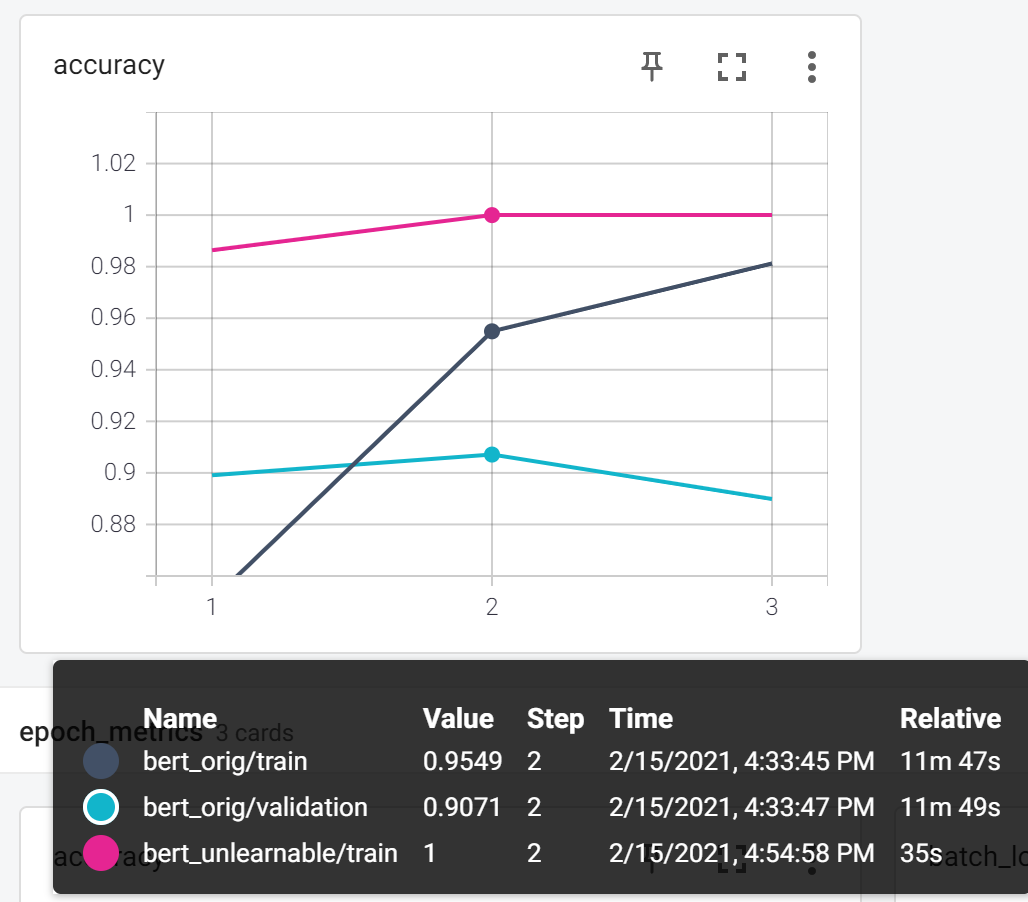 accuracy
1.02
1
0.98
0.96
0.94
0.92
0.9
0.88
1 2 3
epoch_metrics 3 cards
Name Value Step Time Relative
bert_orig/train 0.9549 2 2/15/2021, 4:33:45 PM 11m 47s
bert_orig/validation 0.9071 2 2/15/2021, 4:33:47 PM 11m 49s
bert_unlearnable/train 1 2 2/15/2021, 4:54:58 PM 35s